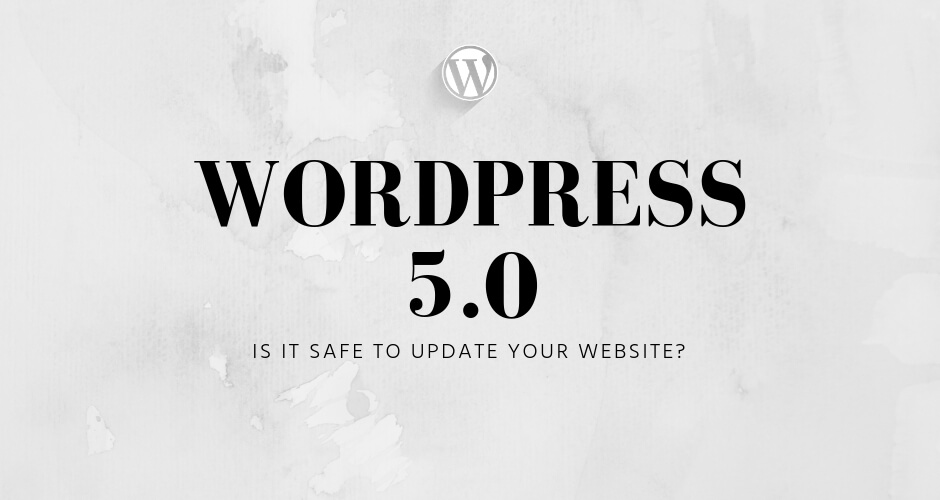 W
WORDPRESS
5.0
IS IT SAFE TO UPDATE YOUR WEBSITE?